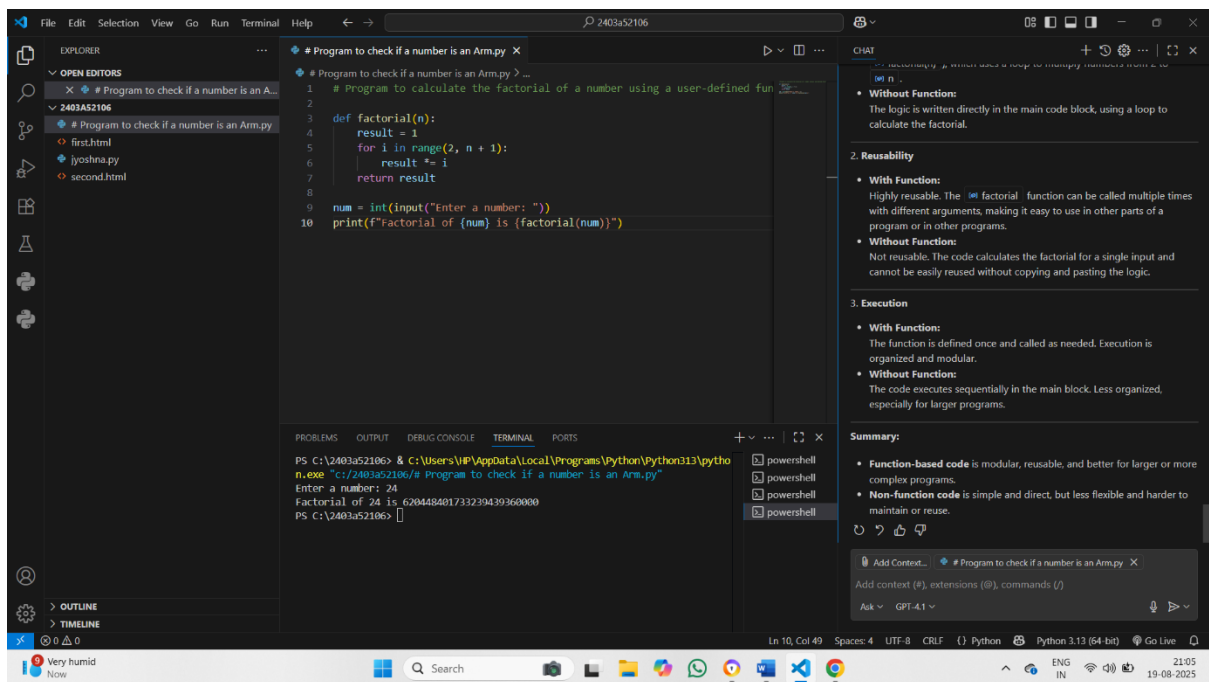 File Edit Selection View Go Run Terminal Help
2403a52106
EXPLORER
OPEN EDITORS
# Program to check if a number is an A...
2403A52106
# Program to check if a number is an Arm.py
first.html
jyoshna.py
second.html
OUTLINE
TIMELINE
# Program to check if a number is an Arm.py
# Program to check if a number is an Arm.py > ...
1 # Program to calculate the factorial of a number using a user-defined fun
2
3 def factorial(n):
4 result = 1
5 for i in range(2, n + 1):
6 result *= i
7 return result
8
9 num = int(input("Enter a number: "))
10 print(f"Factorial of {num} is {factorial(num)}")
PROBLEMS OUTPUT DEBUG CONSOLE TERMINAL PORTS
PS C:\2403a52106> & C:\Users\HP\AppData\Local\Programs\Python\Python313\pytho
n.exe "c:/2403a52106/# Program to check if a number is an Arm.py"
Enter a number: 24
Factorial of 24 is 620448401733239439360000
PS C:\2403a52106>
powershell
powershell
powershell
powershell
CHAT
n .
• Without Function:
The logic is written directly in the main code block, using a loop to
calculate the factorial.
2. Reusability
• With Function:
Highly reusable. The factorial function can be called multiple times
with different arguments, making it easy to use in other parts of a
program or in other programs.
• Without Function:
Not reusable. The code calculates the factorial for a single input and
cannot be easily reused without copying and pasting the logic.
3. Execution
• With Function:
The function is defined once and called as needed. Execution is
organized and modular.
• Without Function:
The code executes sequentially in the main block. Less organized,
especially for larger programs.
Summary:
• Function-based code is modular, reusable, and better for larger or more
complex programs.
• Non-function code is simple and direct, but less flexible and harder to
maintain or reuse.
Add Context... # Program to check if a number is an Arm.py
Add context (#), extensions (@), commands (/)
Ask GPT-4.1
0 0 Ln 10, Col 49 Spaces: 4 UTF-8 CRLF {} Python Python 3.13 (64-bit) Go Live
9
Very humid
Now
Search
ENG
IN
21:05
19-08-2025